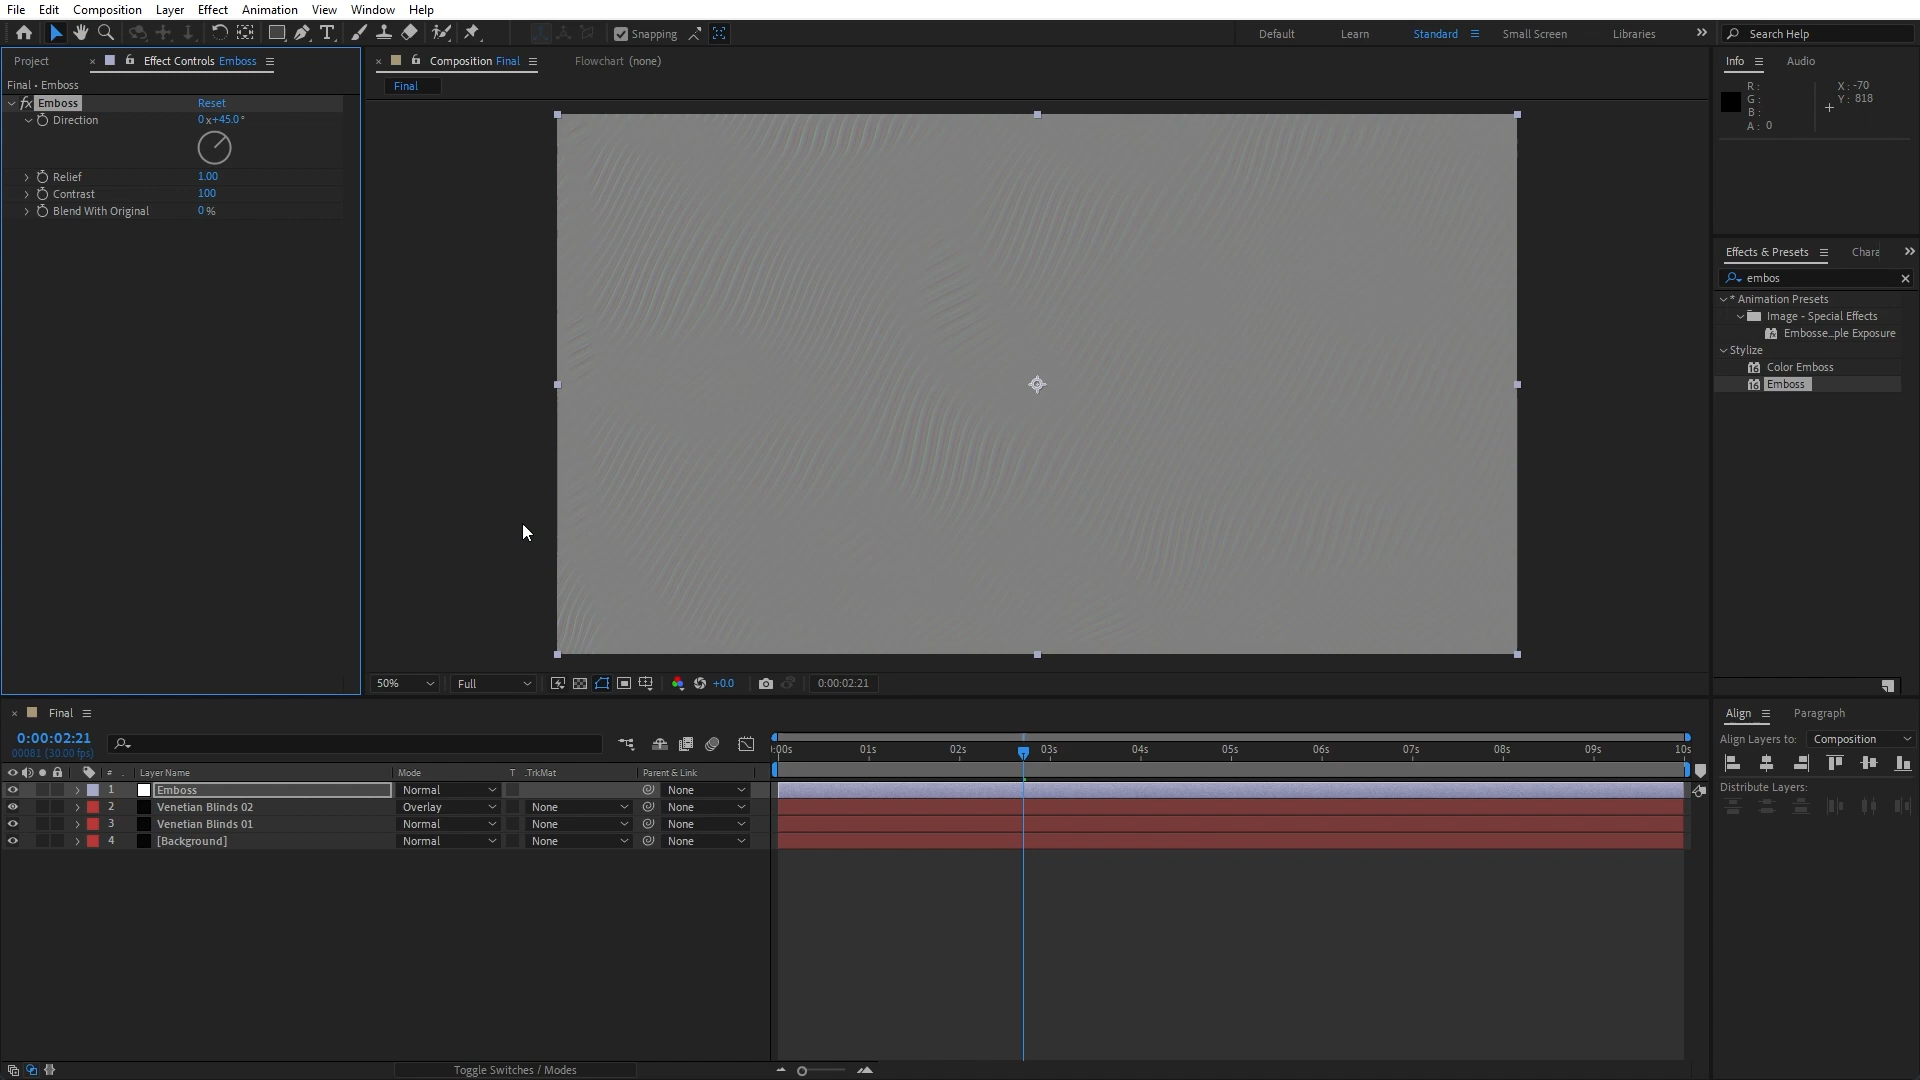 File Edit Composition Layer Effect Animation View Window Help
Snapping Default Learn Standard Small Screen Libraries Search Help
Project Effect Controls Emboss
Composition Final Flowchart (none)
Info Audio
Final • Emboss
Final
R :
G :
B :
A : 0
X : -70
Y : 818
fx Emboss Reset
Direction 0x+45.0°
Relief 1.00
Contrast 100
Blend With Original 0 %
Effects & Presets Chara
embos
* Animation Presets
Image - Special Effects
Embosse...ple Exposure
Stylize
Color Emboss
Emboss
50% Full +0.0 0:00:02:21
Final
0:00:02:21
00081 (30.00 fps)
# Layer Name Mode T .TrkMat Parent & Link
1 Emboss Normal None
2 Venetian Blinds 02 Overlay None None
3 Venetian Blinds 01 Normal None None
4 [Background] Normal None None
:00s 01s 02s 03s 04s 05s 06s 07s 08s 09s 10s
Align Paragraph
Align Layers to: Composition
Distribute Layers:
Toggle Switches / Modes